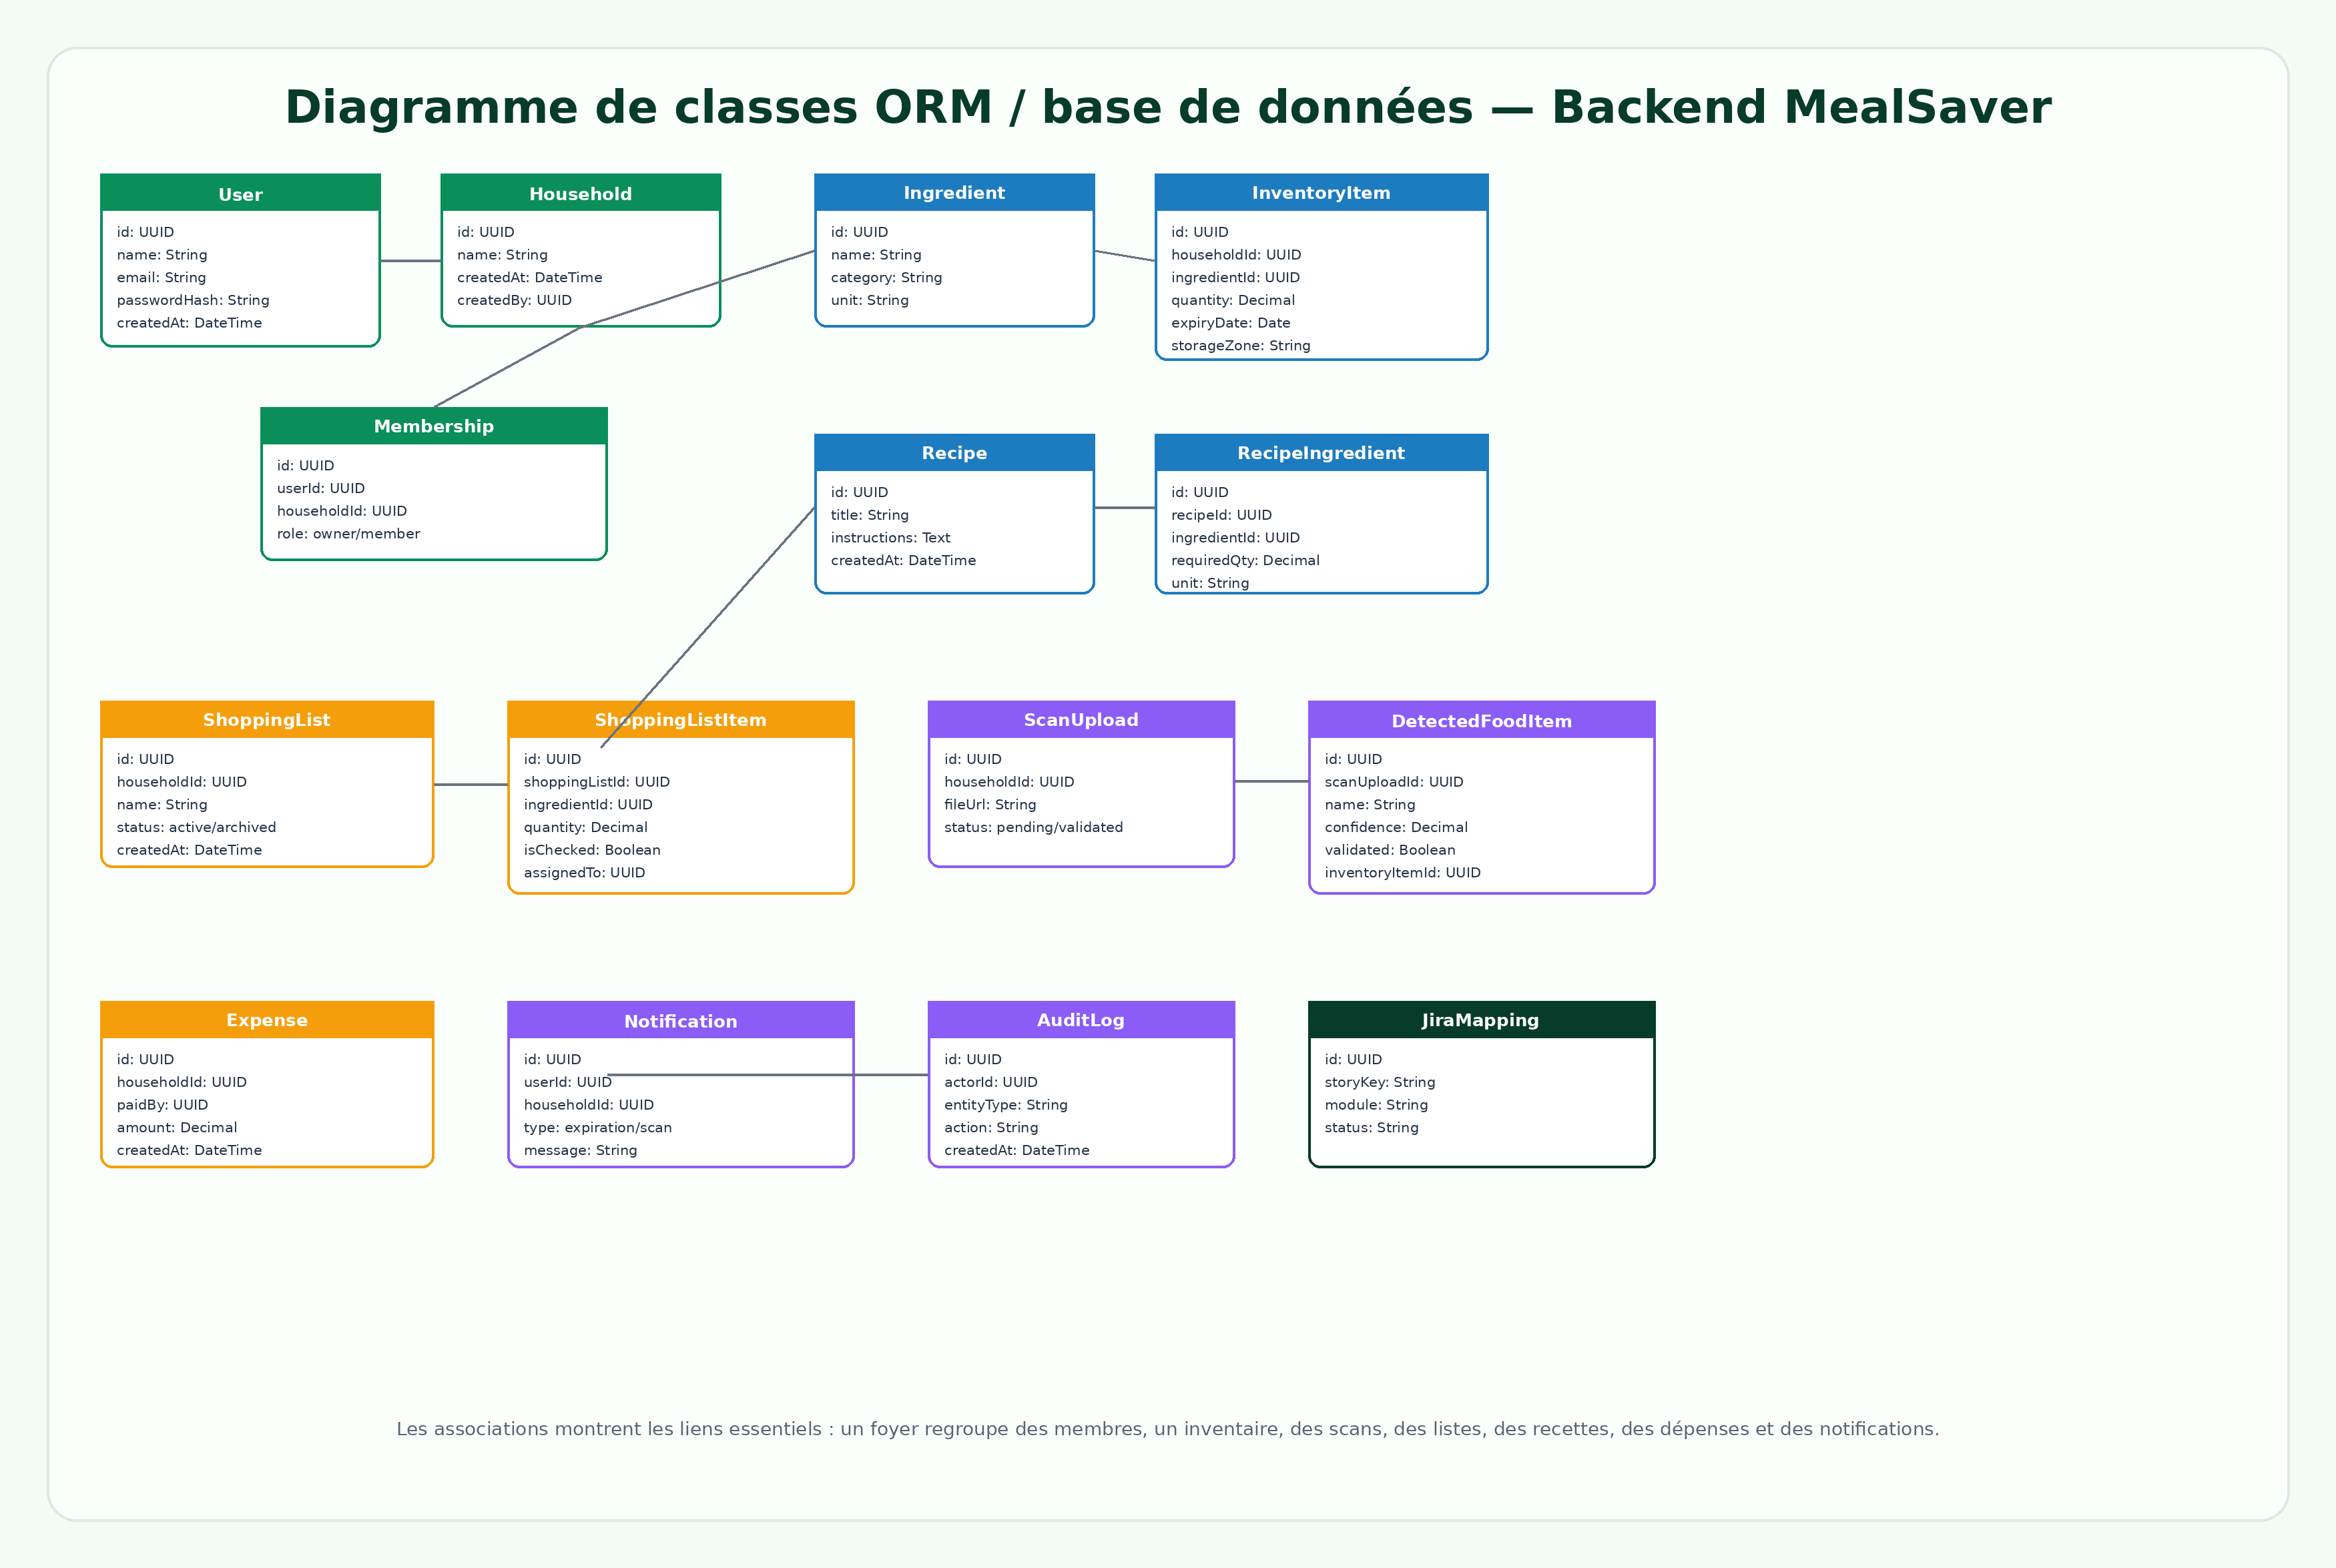 Diagramme de classes ORM / base de données — Backend MealSaver
User
id: UUID
name: String
email: String
passwordHash: String
createdAt: DateTime
Household
id: UUID
name: String
createdAt: DateTime
createdBy: UUID
Ingredient
id: UUID
name: String
category: String
unit: String
InventoryItem
id: UUID
householdId: UUID
ingredientId: UUID
quantity: Decimal
expiryDate: Date
storageZone: String
Membership
id: UUID
userId: UUID
householdId: UUID
role: owner/member
Recipe
id: UUID
title: String
instructions: Text
createdAt: DateTime
RecipeIngredient
id: UUID
recipeId: UUID
ingredientId: UUID
requiredQty: Decimal
unit: String
ShoppingList
id: UUID
householdId: UUID
name: String
status: active/archived
createdAt: DateTime
ShoppingListItem
id: UUID
shoppingListId: UUID
ingredientId: UUID
quantity: Decimal
isChecked: Boolean
assignedTo: UUID
ScanUpload
id: UUID
householdId: UUID
fileUrl: String
status: pending/validated
DetectedFoodItem
id: UUID
scanUploadId: UUID
name: String
confidence: Decimal
validated: Boolean
inventoryItemId: UUID
Expense
id: UUID
householdId: UUID
paidBy: UUID
amount: Decimal
createdAt: DateTime
Notification
id: UUID
userId: UUID
householdId: UUID
type: expiration/scan
message: String
AuditLog
id: UUID
actorId: UUID
entityType: String
action: String
createdAt: DateTime
JiraMapping
id: UUID
storyKey: String
module: String
status: String
Les associations montrent les liens essentiels : un foyer regroupe des membres, un inventaire, des scans, des listes, des recettes, des dépenses et des notifications.